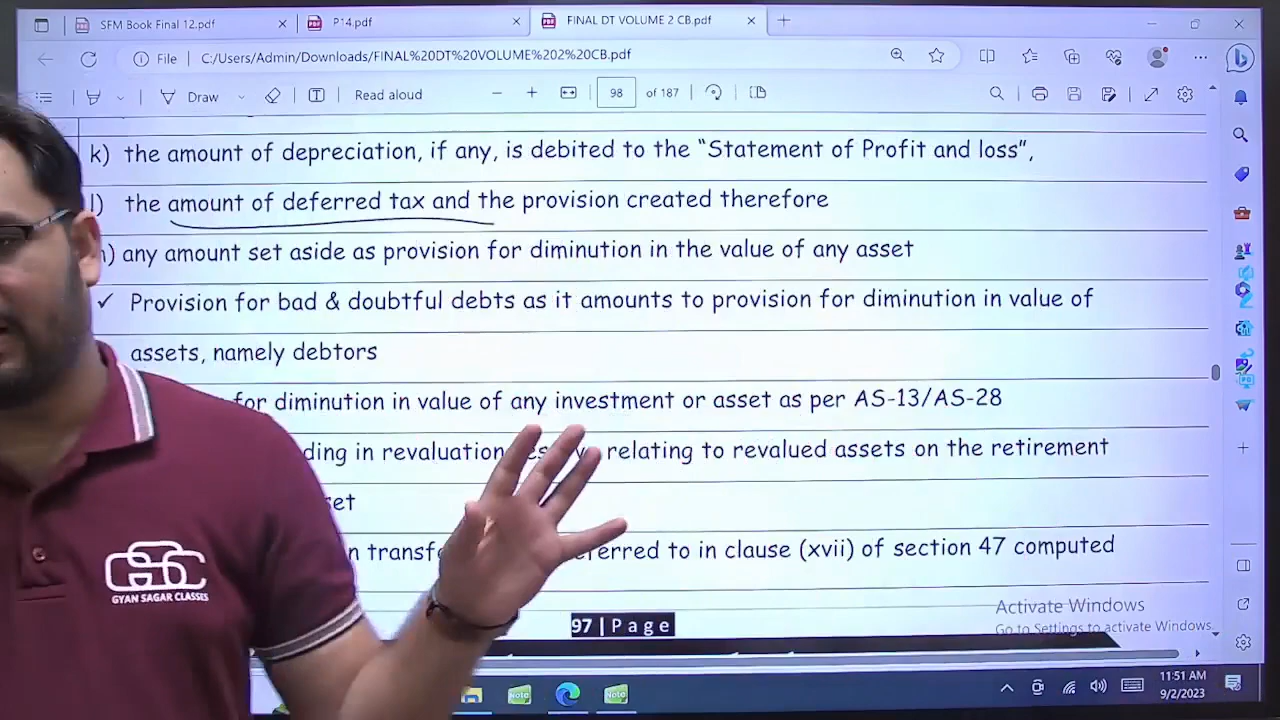 SFM Book Final 12.pdf
P14.pdf
FINAL DT VOLUME 2 CB.pdf
File C:/Users/Admin/Downloads/FINAL%20DT%20VOLUME%202%20CB.pdf
Draw Read aloud 98 of 187
k) the amount of depreciation, if any, is debited to the “Statement of Profit and loss”,
l) the amount of deferred tax and the provision created therefore
) any amount set aside as provision for diminution in the value of any asset
✓ Provision for bad & doubtful debts as it amounts to provision for diminution in value of
assets, namely debtors
for diminution in value of any investment or asset as per AS-13/AS-28
in revaluation relating to revalued assets on the retirement
in clause (xvii) of section 47 computed
97 | Page
Activate Windows
Go to Settings to activate Windows.
GSC
GYAN SAGAR CLASSES
Note
Note
11:51 AM
9/2/2023